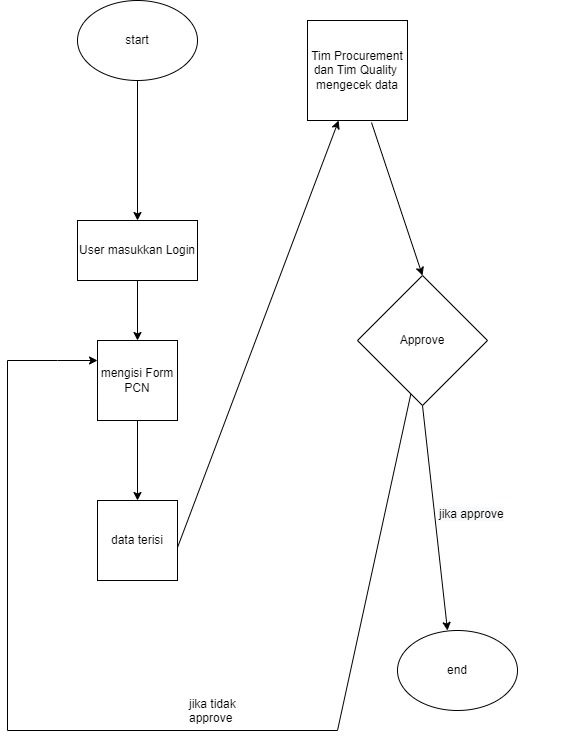 start
User masukkan Login
mengisi Form
PCN
data terisi
Tim Procurement
dan Tim Quality
mengecek data
Approve
jika approve
end
jika tidak
approve